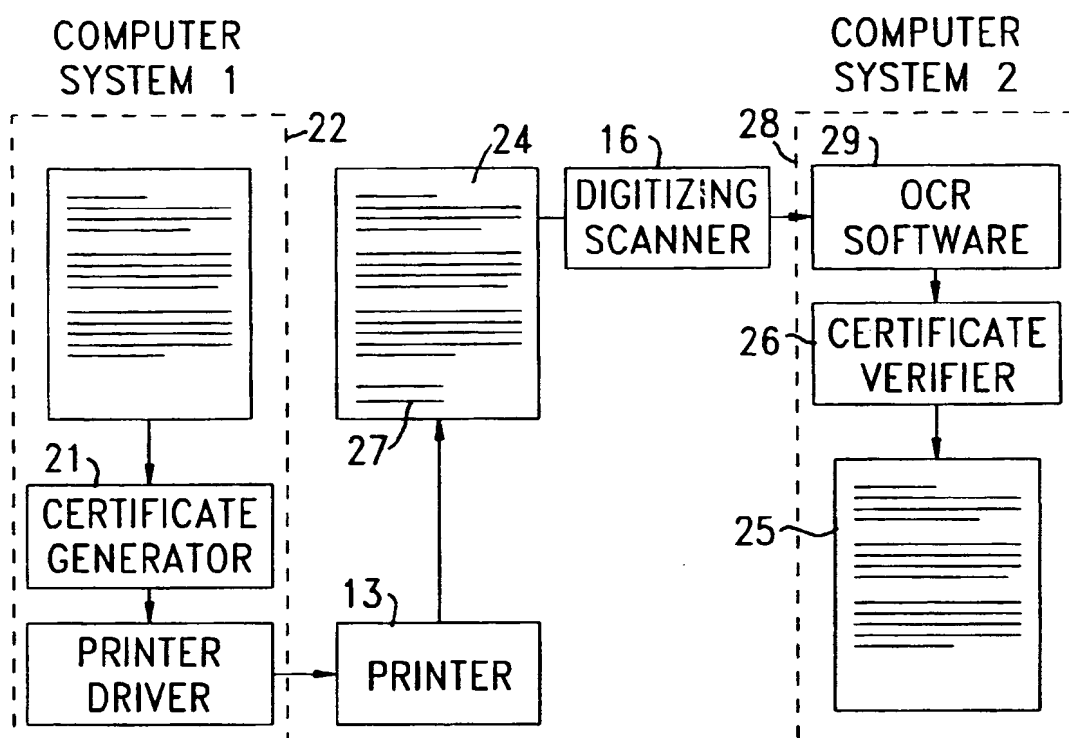 COMPUTER
SYSTEM 1
22
21
CERTIFICATE
GENERATOR
PRINTER
DRIVER
13
PRINTER
24
27
16
DIGITIZING
SCANNER
COMPUTER
SYSTEM 2
28
29
OCR
SOFTWARE
26
CERTIFICATE
VERIFIER
25